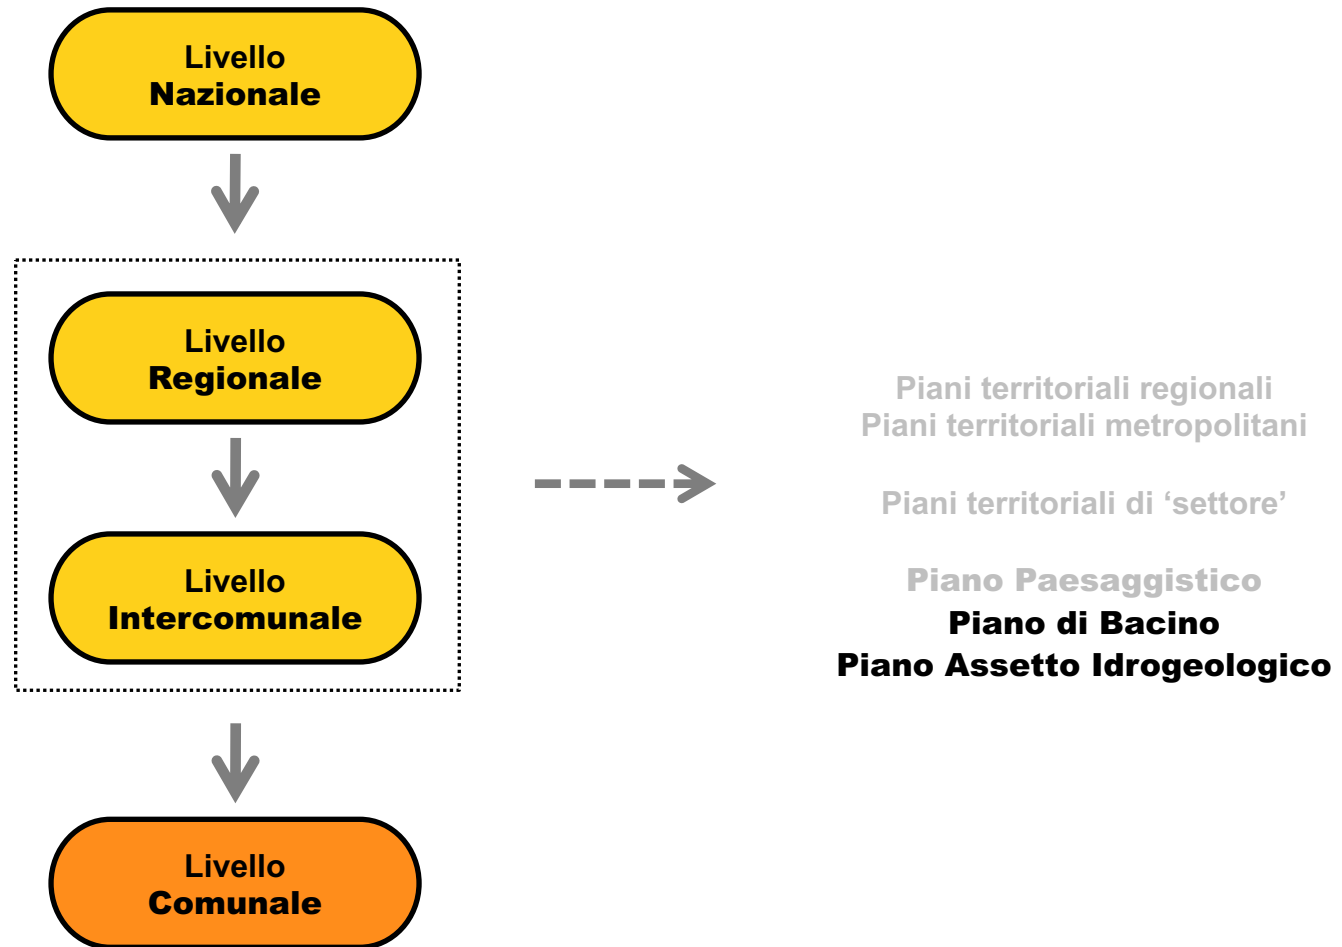 Livello
Nazionale
Livello
Regionale
Livello
Intercomunale
Livello
Comunale
Piani territoriali regionali
Piani territoriali metropolitani
Piani territoriali di ‘settore’
Piano Paesaggistico
Piano di Bacino
Piano Assetto Idrogeologico